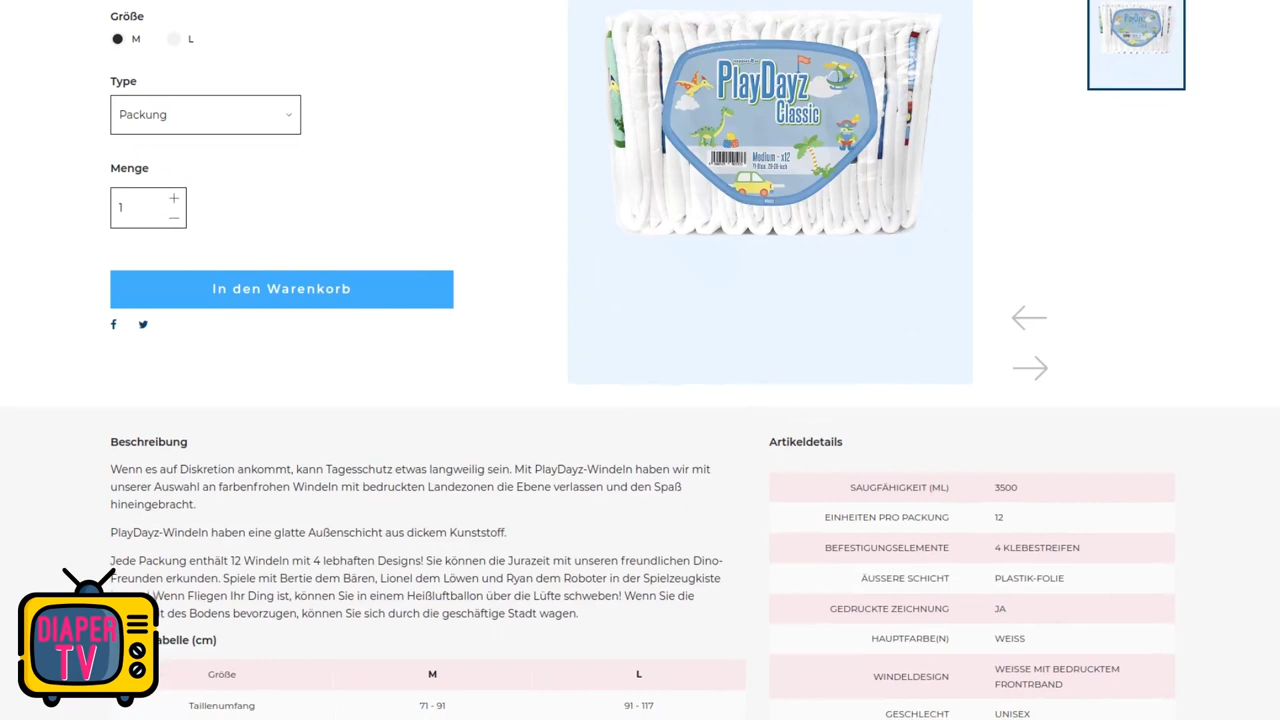 Größe
M
L
Type
Packung
Menge
1
In den Warenkorb
PlayDayz
Classic
Medium - x12
Beschreibung
Wenn es auf Diskretion ankommt, kann Tagesschutz etwas langweilig sein. Mit PlayDayz-Windeln haben wir mit
unserer Auswahl an farbenfrohen Windeln mit bedruckten Landezonen die Ebene verlassen und den Spaß
hineingebracht.
PlayDayz-Windeln haben eine glatte Außenschicht aus dickem Kunststoff.
Jede Packung enthält 12 Windeln mit 4 lebhaften Designs! Sie können die Jurazeit mit unseren freundlichen Dino-
Freunden erkunden. Spiele mit Bertie dem Bären, Lionel dem Löwen und Ryan dem Roboter in der Spielzeugkiste
Wenn Fliegen Ihr Ding ist, können Sie in einem Heißluftballon über die Lüfte schweben! Wenn Sie die
des Bodens bevorzugen, können Sie sich durch die geschäftige Stadt wagen.
abelle (cm)
Größe M L
Taillenumfang 71 - 91 91 - 117
Artikeldetails
SAUGFÄHIGKEIT (ML) 3500
EINHEITEN PRO PACKUNG 12
BEFESTIGUNGSELEMENTE 4 KLEBESTREIFEN
ÄUSSERE SCHICHT PLASTIK-FOLIE
GEDRUCKTE ZEICHNUNG JA
HAUPTFARBE(N) WEISS
WINDELDESIGN WEISSE MIT BEDRUCKTEM
FRONTRBAND
GESCHLECHT UNISEX
DIAPER
TV